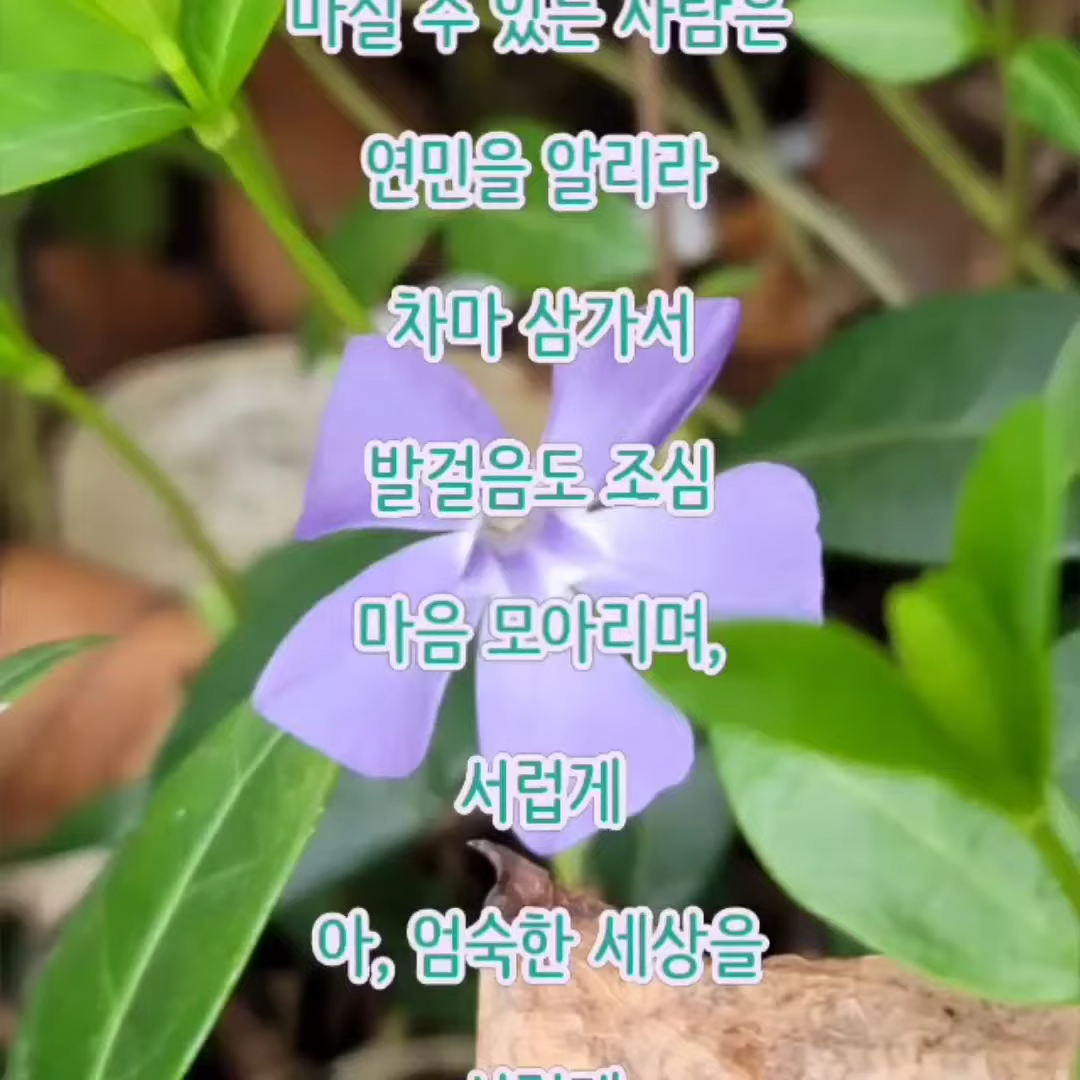 마실 수 있는 사람은
연민을 알리라
차마 삼가서
발걸음도 조심
마음 모아리며,
서럽게
아, 엄숙한 세상을